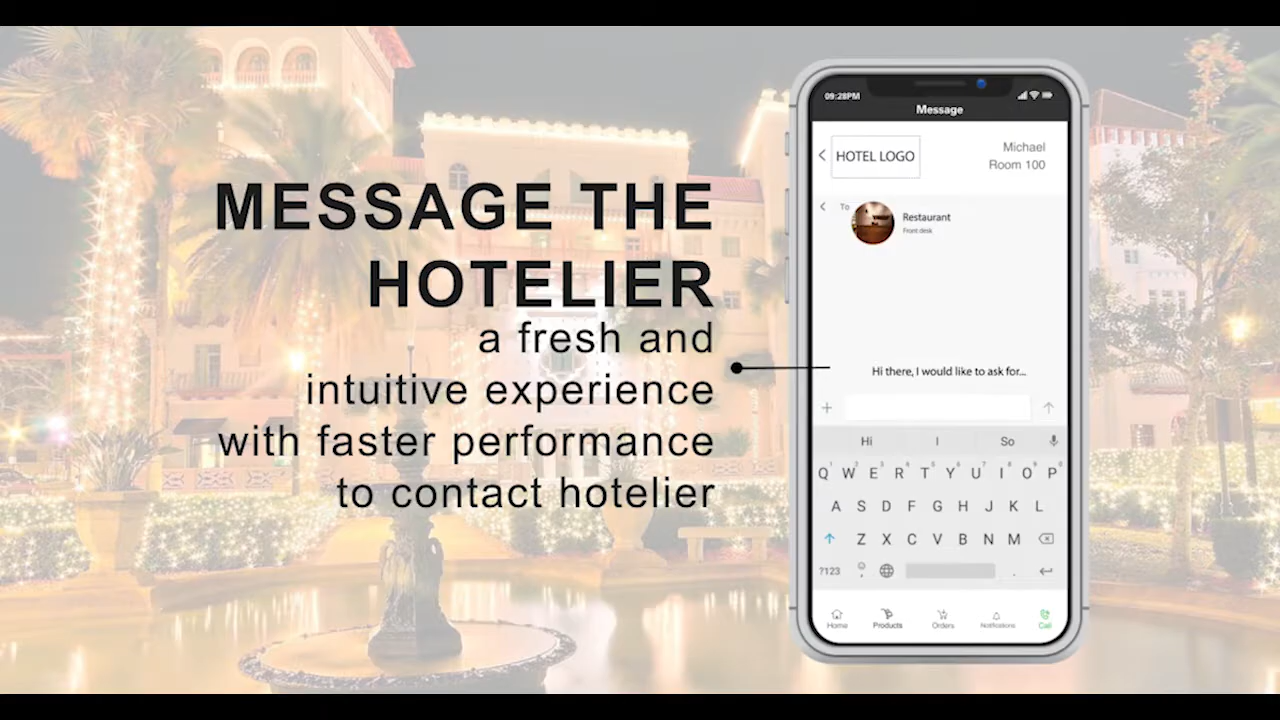 MESSAGE THE
HOTELIER
a fresh and
intuitive experience
with faster performance
to contact hotelier
09:28PM
Message
HOTEL LOGO
Michael
Room 100
To
Restaurant
Front desk
Hi there, I would like to ask for...
Hi I So
Q W E R T Y U I O P
A S D F G H J K L
Z X C V B N M
?123 , .
Home Products Orders Notifications Call